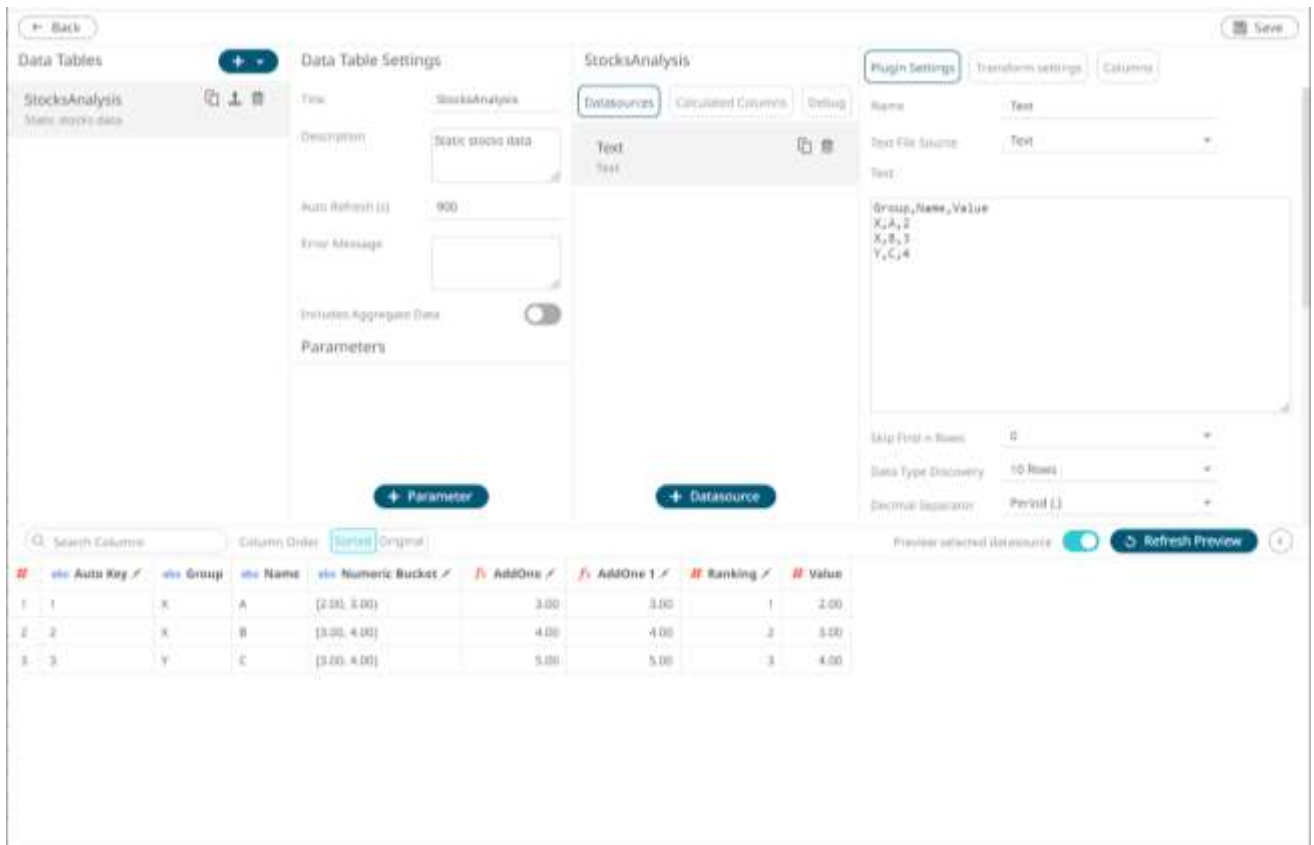 ← Back
Save
Data Tables
StocksAnalysis
Static stocks data
Data Table Settings
Title StocksAnalysis
Description Static stocks data
Auto Refresh (s) 900
Error Message
Includes Aggregate Data
Parameters
+ Parameter
StocksAnalysis
Datasources Calculated Columns Debug
Text
Text
+ Datasource
Plugin Settings Transform settings Columns
Name Text
Text File Source Text
Text
Group,Name,Value
X,A,2
X,B,3
Y,C,4
Skip First n Rows 0
Data Type Discovery 10 Rows
Decimal Separator Period (.)
Search Columns Column Order Sorted Original Preview selected datasource Refresh Preview
# abc Auto Key abc Group abc Name abc Numeric Bucket fx AddOne fx AddOne 1 # Ranking # Value
1 1 X A [2.00, 3.00) 3.00 3.00 1 2.00
2 2 X B [3.00, 4.00] 4.00 4.00 2 3.00
3 3 Y C [3.00, 4.00] 5.00 5.00 3 4.00